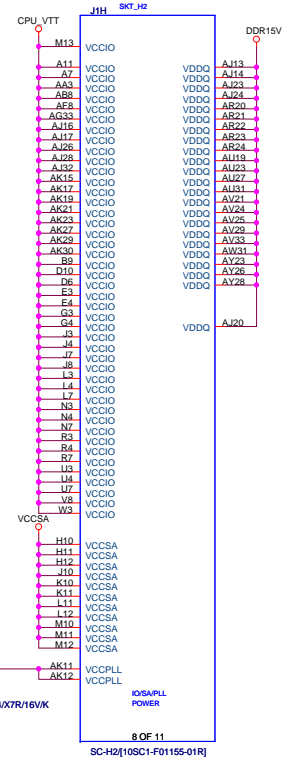 J1H SKT_H2
CPU_VTT
DDR15V
M13 VCCIO
A11 VCCIO VDDQ AJ13
A7 VCCIO VDDQ AJ14
AA3 VCCIO VDDQ AJ23
AB8 VCCIO VDDQ AJ24
AF8 VCCIO VDDQ AR20
AG33 VCCIO VDDQ AR21
AJ16 VCCIO VDDQ AR22
AJ17 VCCIO VDDQ AR23
AJ26 VCCIO VDDQ AR24
AJ28 VCCIO VDDQ AU19
AJ32 VCCIO VDDQ AU23
AK15 VCCIO VDDQ AU27
AK17 VCCIO VDDQ AU31
AK19 VCCIO VDDQ AV21
AK21 VCCIO VDDQ AV24
AK23 VCCIO VDDQ AV25
AK27 VCCIO VDDQ AV29
AK29 VCCIO VDDQ AV33
AK30 VCCIO VDDQ AW31
B9 VCCIO VDDQ AY23
D10 VCCIO VDDQ AY26
D6 VCCIO VDDQ AY28
E3 VCCIO
E4 VCCIO
G3 VCCIO
G4 VCCIO VDDQ AJ20
J3 VCCIO
J4 VCCIO
J7 VCCIO
J8 VCCIO
L3 VCCIO
L4 VCCIO
L7 VCCIO
N3 VCCIO
N4 VCCIO
N7 VCCIO
R3 VCCIO
R4 VCCIO
R7 VCCIO
U3 VCCIO
U4 VCCIO
U7 VCCIO
V8 VCCIO
W3 VCCIO
VCCSA
H10 VCCSA
H11 VCCSA
H12 VCCSA
J10 VCCSA
K10 VCCSA
K11 VCCSA
L11 VCCSA
L12 VCCSA
M10 VCCSA
M11 VCCSA
M12 VCCSA
AK11 VCCPLL
AK12 VCCPLL
/X7R/16V/K
IO/SA/PLL
POWER
8 OF 11
SC-H2/[10SC1-F01155-01R]